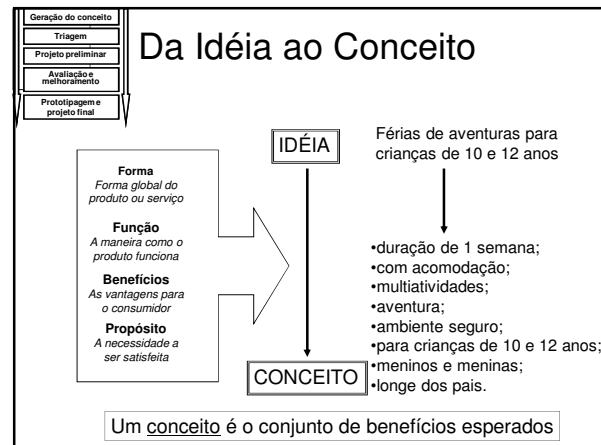 Geração do conceito
Triagem
Projeto preliminar
Avaliação e
melhoramento
Prototipagem e
projeto final
Da Idéia ao Conceito
Forma
Forma global do
produto ou serviço
Função
A maneira como o
produto funciona
Benefícios
As vantagens para
o consumidor
Propósito
A necessidade a
ser satisfeita
IDÉIA
CONCEITO
Férias de aventuras para
crianças de 10 e 12 anos
•duração de 1 semana;
•com acomodação;
•multiatividades;
•aventura;
•ambiente seguro;
•para crianças de 10 e 12 anos;
•meninos e meninas;
•longe dos pais.
Um conceito é o conjunto de benefícios esperados